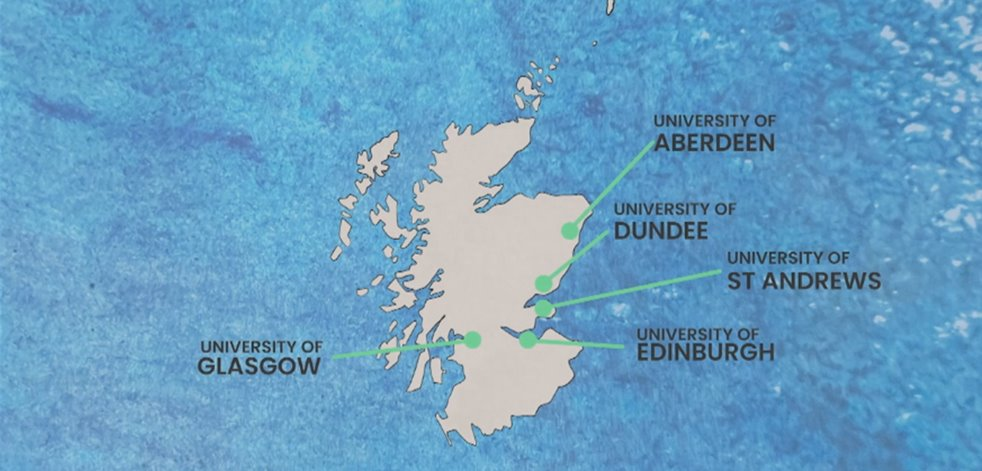 UNIVERSITY OF
ABERDEEN
UNIVERSITY OF
DUNDEE
UNIVERSITY OF
ST ANDREWS
UNIVERSITY OF
EDINBURGH
UNIVERSITY OF
GLASGOW